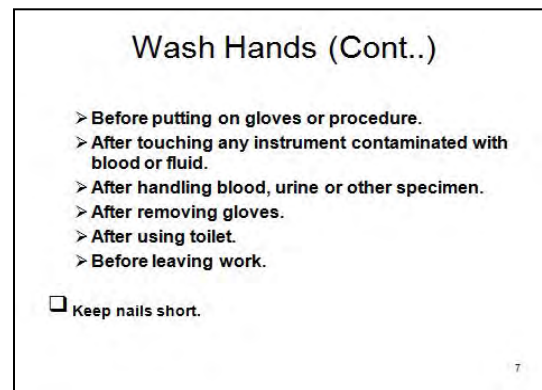 Wash Hands (Cont..)
➢Before putting on gloves or procedure.
➢After touching any instrument contaminated with
blood or fluid.
➢After handling blood, urine or other specimen.
➢After removing gloves.
➢After using toilet.
➢Before leaving work.
❑ Keep nails short.
7